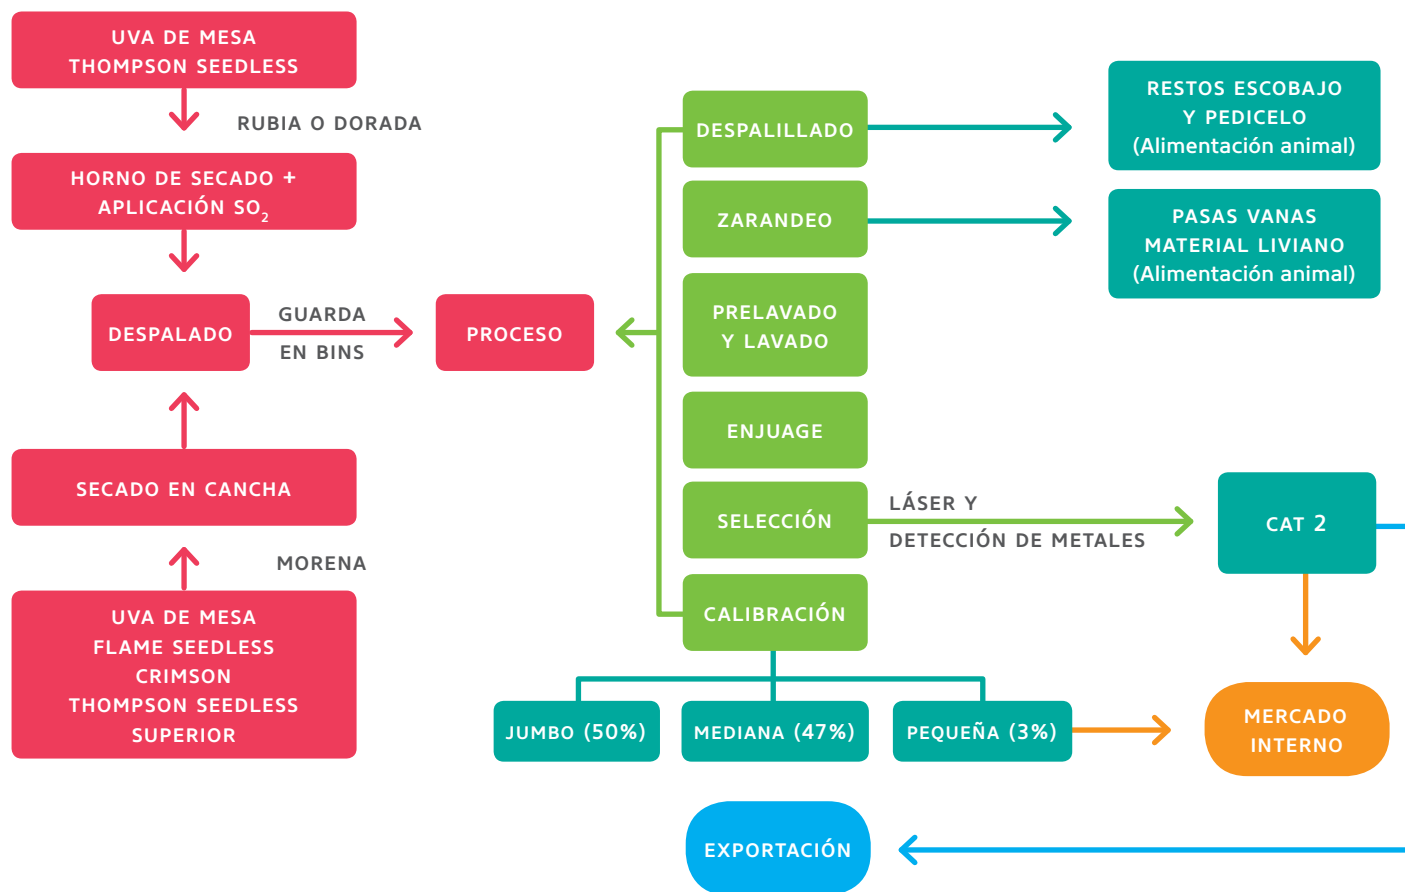 UVA DE MESA
THOMPSON SEEDLESS
RUBIA O DORADA
HORNO DE SECADO +
APLICACIÓN SO₂
DESPALADO
GUARDA
EN BINS
PROCESO
SECADO EN CANCHA
MORENA
UVA DE MESA
FLAME SEEDLESS
CRIMSON
THOMPSON SEEDLESS
SUPERIOR
DESPALILLADO
RESTOS ESCOBAJO
Y PEDICELO
(Alimentación animal)
ZARANDEO
PASAS VANAS
MATERIAL LIVIANO
(Alimentación animal)
PRELAVADO
Y LAVADO
ENJUAGE
SELECCIÓN
LÁSER Y
DETECCIÓN DE METALES
CAT 2
CALIBRACIÓN
JUMBO (50%)
MEDIANA (47%)
PEQUEÑA (3%)
MERCADO
INTERNO
EXPORTACIÓN